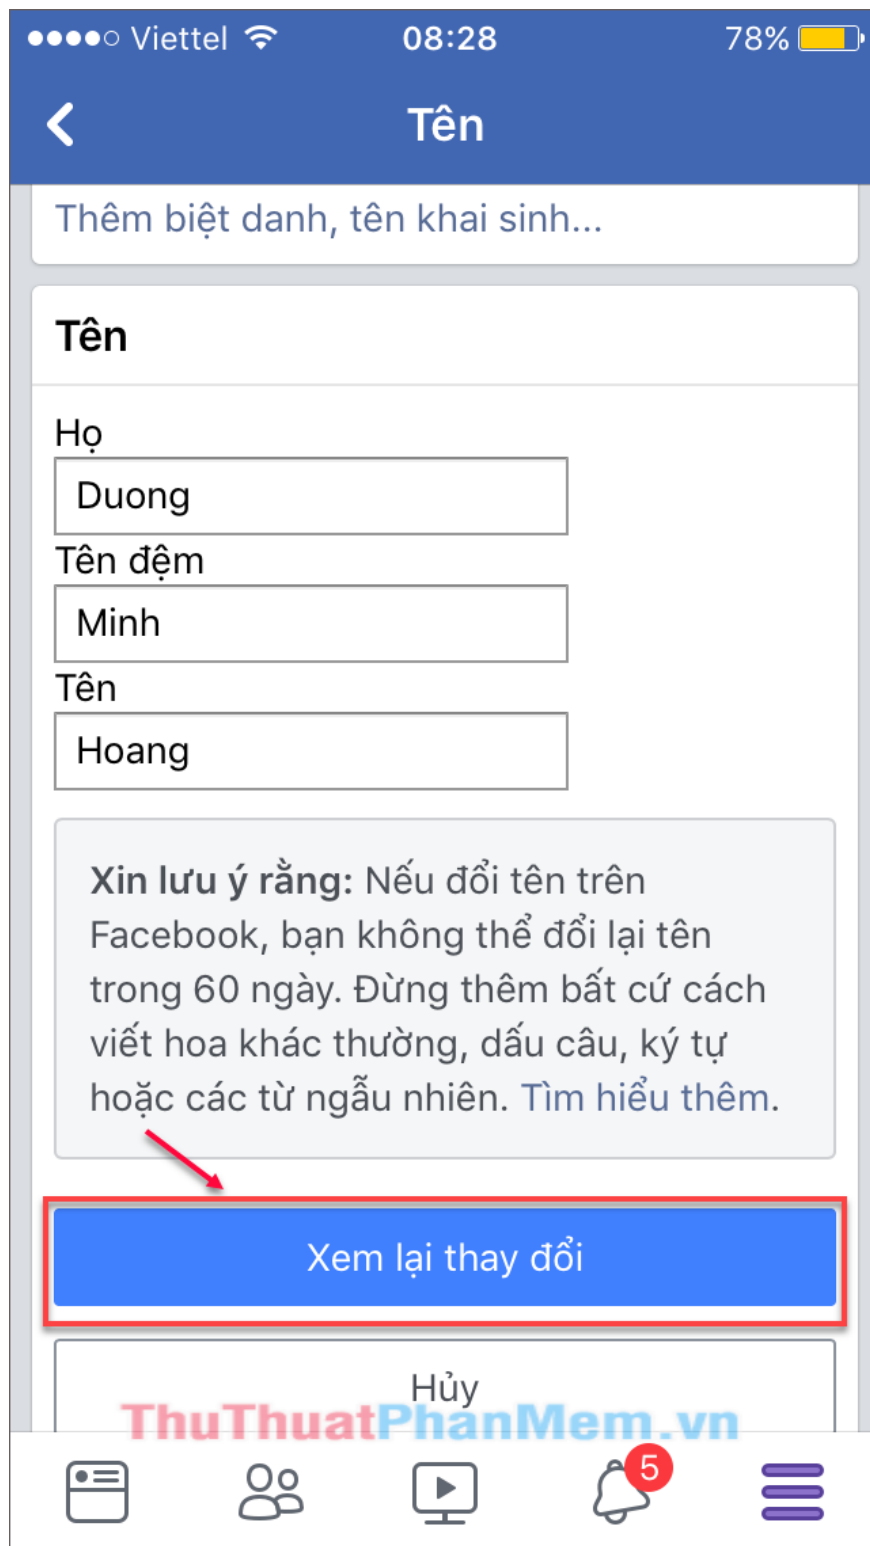 Viettel 08:28 78%
Tên
Thêm biệt danh, tên khai sinh...
Tên
Họ
Duong
Tên đệm
Minh
Tên
Hoang
Xin lưu ý rằng: Nếu đổi tên trên
Facebook, bạn không thể đổi lại tên
trong 60 ngày. Đừng thêm bất cứ cách
viết hoa khác thường, dấu câu, ký tự
hoặc các từ ngẫu nhiên. Tìm hiểu thêm.
Xem lại thay đổi
Hủy
ThuThuatPhanMem.vn
5